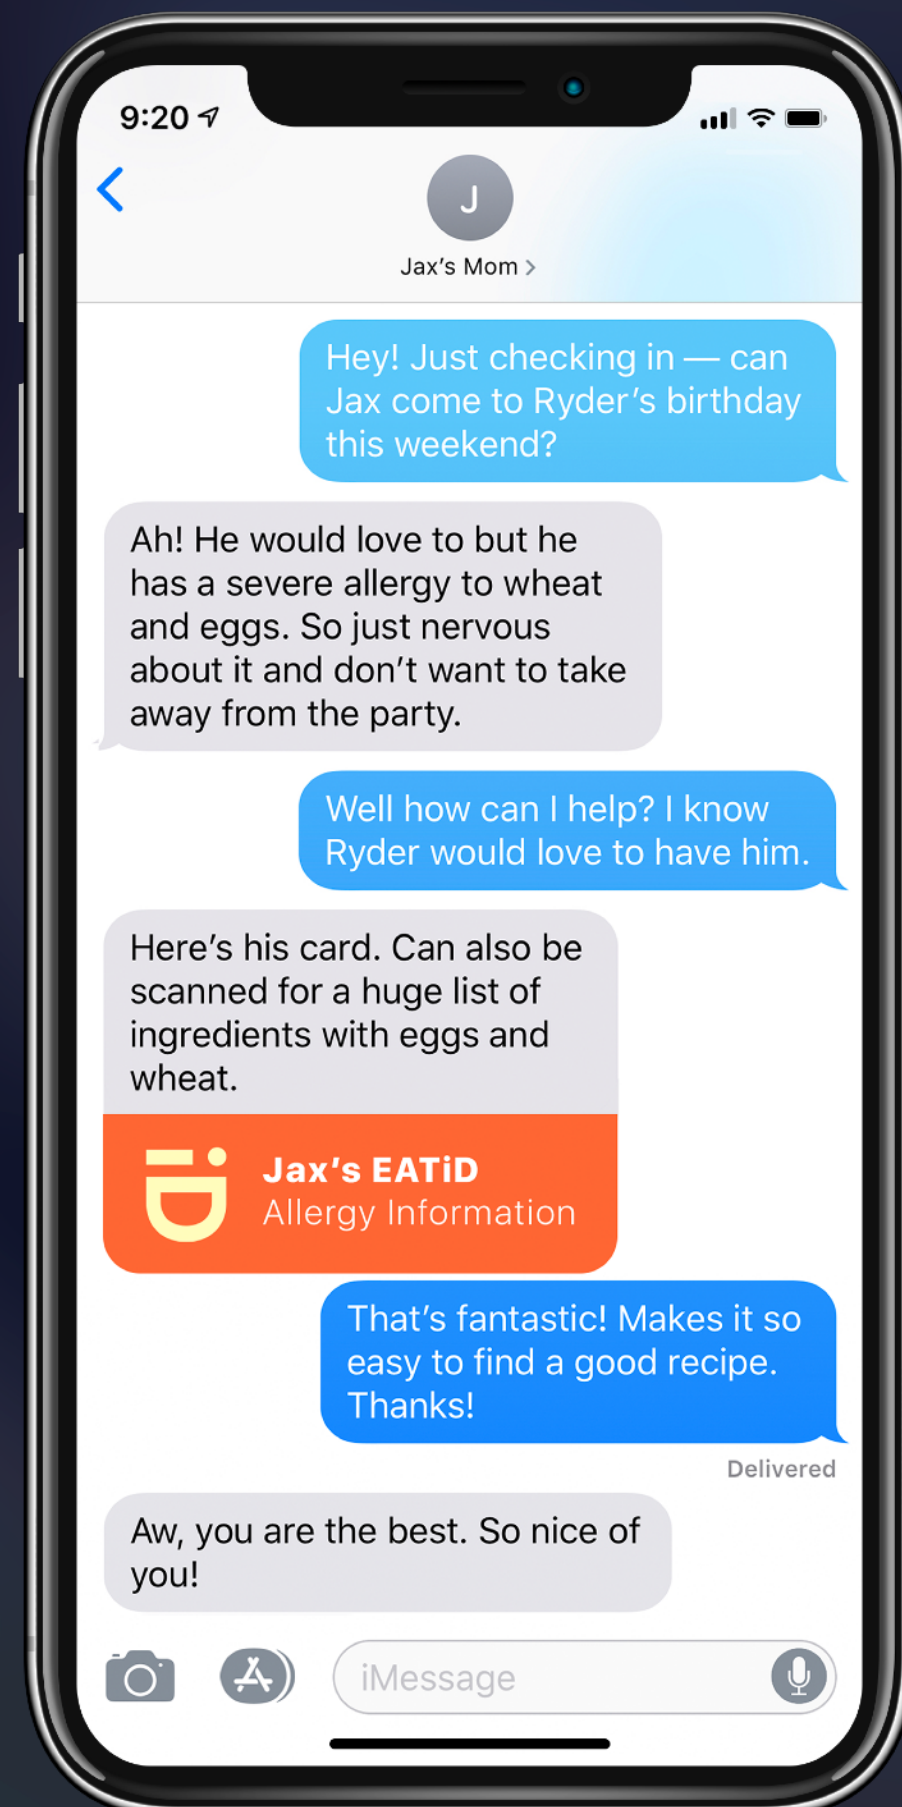 9:20
J
Jax's Mom
Hey! Just checking in — can
Jax come to Ryder's birthday
this weekend?
Ah! He would love to but he
has a severe allergy to wheat
and eggs. So just nervous
about it and don't want to take
away from the party.
Well how can I help? I know
Ryder would love to have him.
Here's his card. Can also be
scanned for a huge list of
ingredients with eggs and
wheat.
Jax's EATiD
Allergy Information
That's fantastic! Makes it so
easy to find a good recipe.
Thanks!
Delivered
Aw, you are the best. So nice of
you!
iMessage